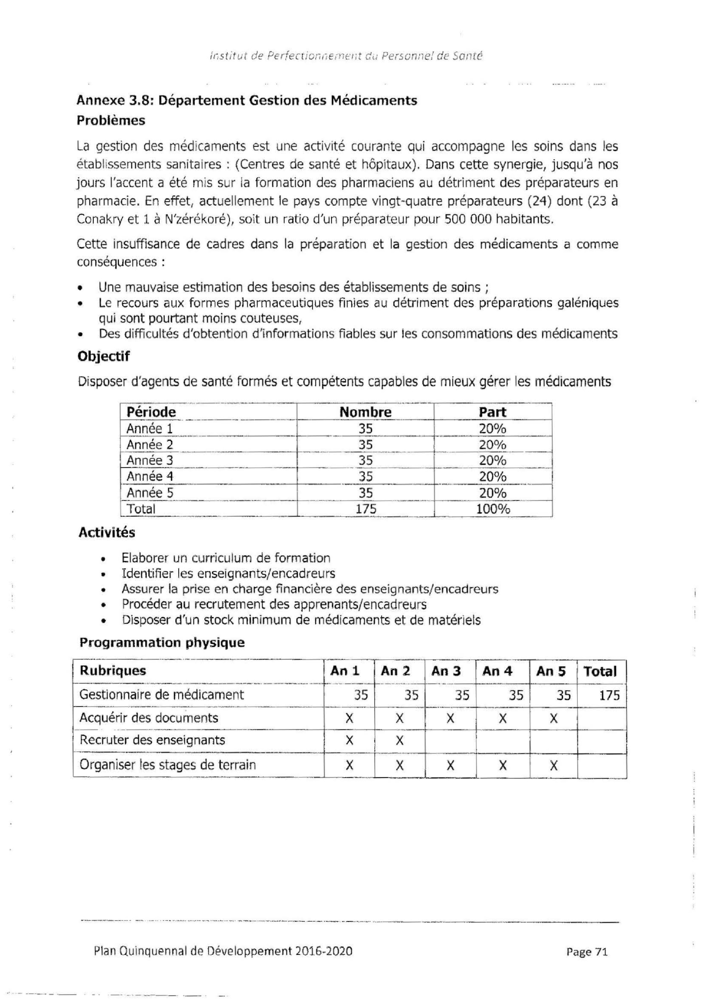 Institut de Perfectionnement du Personnel de Santé
Annexe 3.8: Département Gestion des Médicaments
Problèmes
La gestion des médicaments est une activité courante qui accompagne les soins dans les
établissements sanitaires : (Centres de santé et hôpitaux). Dans cette synergie, jusqu'à nos
jours l'accent a été mis sur la formation des pharmaciens au détriment des préparateurs en
pharmacie. En effet, actuellement le pays compte vingt-quatre préparateurs (24) dont (23 à
Conakry et 1 à N'zérékoré), soit un ratio d'un préparateur pour 500 000 habitants.
Cette insuffisance de cadres dans la préparation et la gestion des médicaments a comme
conséquences :
• Une mauvaise estimation des besoins des établissements de soins ;
• Le recours aux formes pharmaceutiques finies au détriment des préparations galéniques
qui sont pourtant moins couteuses,
• Des difficultés d'obtention d'informations fiables sur les consommations des médicaments
Objectif
Disposer d'agents de santé formés et compétents capables de mieux gérer les médicaments
Période Nombre Part
Année 1 35 20%
Année 2 35 20%
Année 3 35 20%
Année 4 35 20%
Année 5 35 20%
Total 175 100%
Activités
• Elaborer un curriculum de formation
• Identifier les enseignants/encadreurs
• Assurer la prise en charge financière des enseignants/encadreurs
• Procéder au recrutement des apprenants/encadreurs
• Disposer d'un stock minimum de médicaments et de matériels
Programmation physique
Rubriques An 1 An 2 An 3 An 4 An 5 Total
Gestionnaire de médicament 35 35 35 35 35 175
Acquérir des documents X X X X X
Recruter des enseignants X X
Organiser les stages de terrain X X X X X
Plan Quinquennal de Développement 2016-2020 Page 71